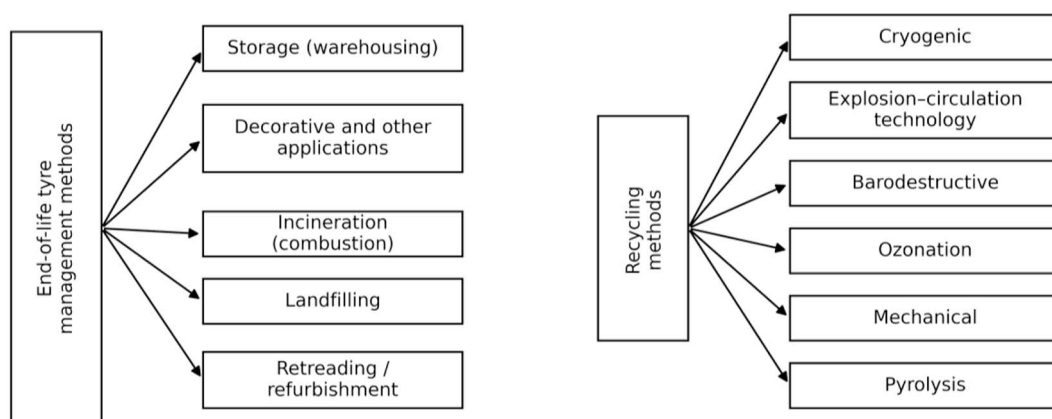 End-of-life tyre
management methods
Storage (warehousing)
Decorative and other
applications
Incineration
(combustion)
Landfilling
Retreading /
refurbishment
Recycling
methods
Cryogenic
Explosion–circulation
technology
Barodestructive
Ozonation
Mechanical
Pyrolysis